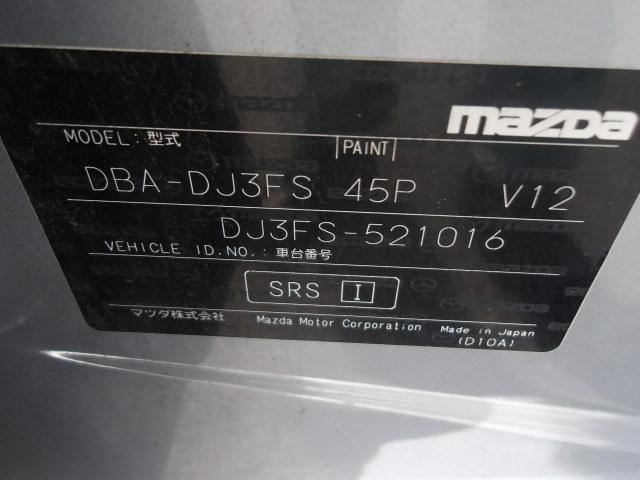 mazda
MODEL:型式 PAINT
DBA-DJ3FS 45P V12
DJ3FS-521016
VEHICLE ID.NO.:車台番号
SRS I
マツダ株式会社 Mazda Motor Corporation Made in Japan
(D10A)